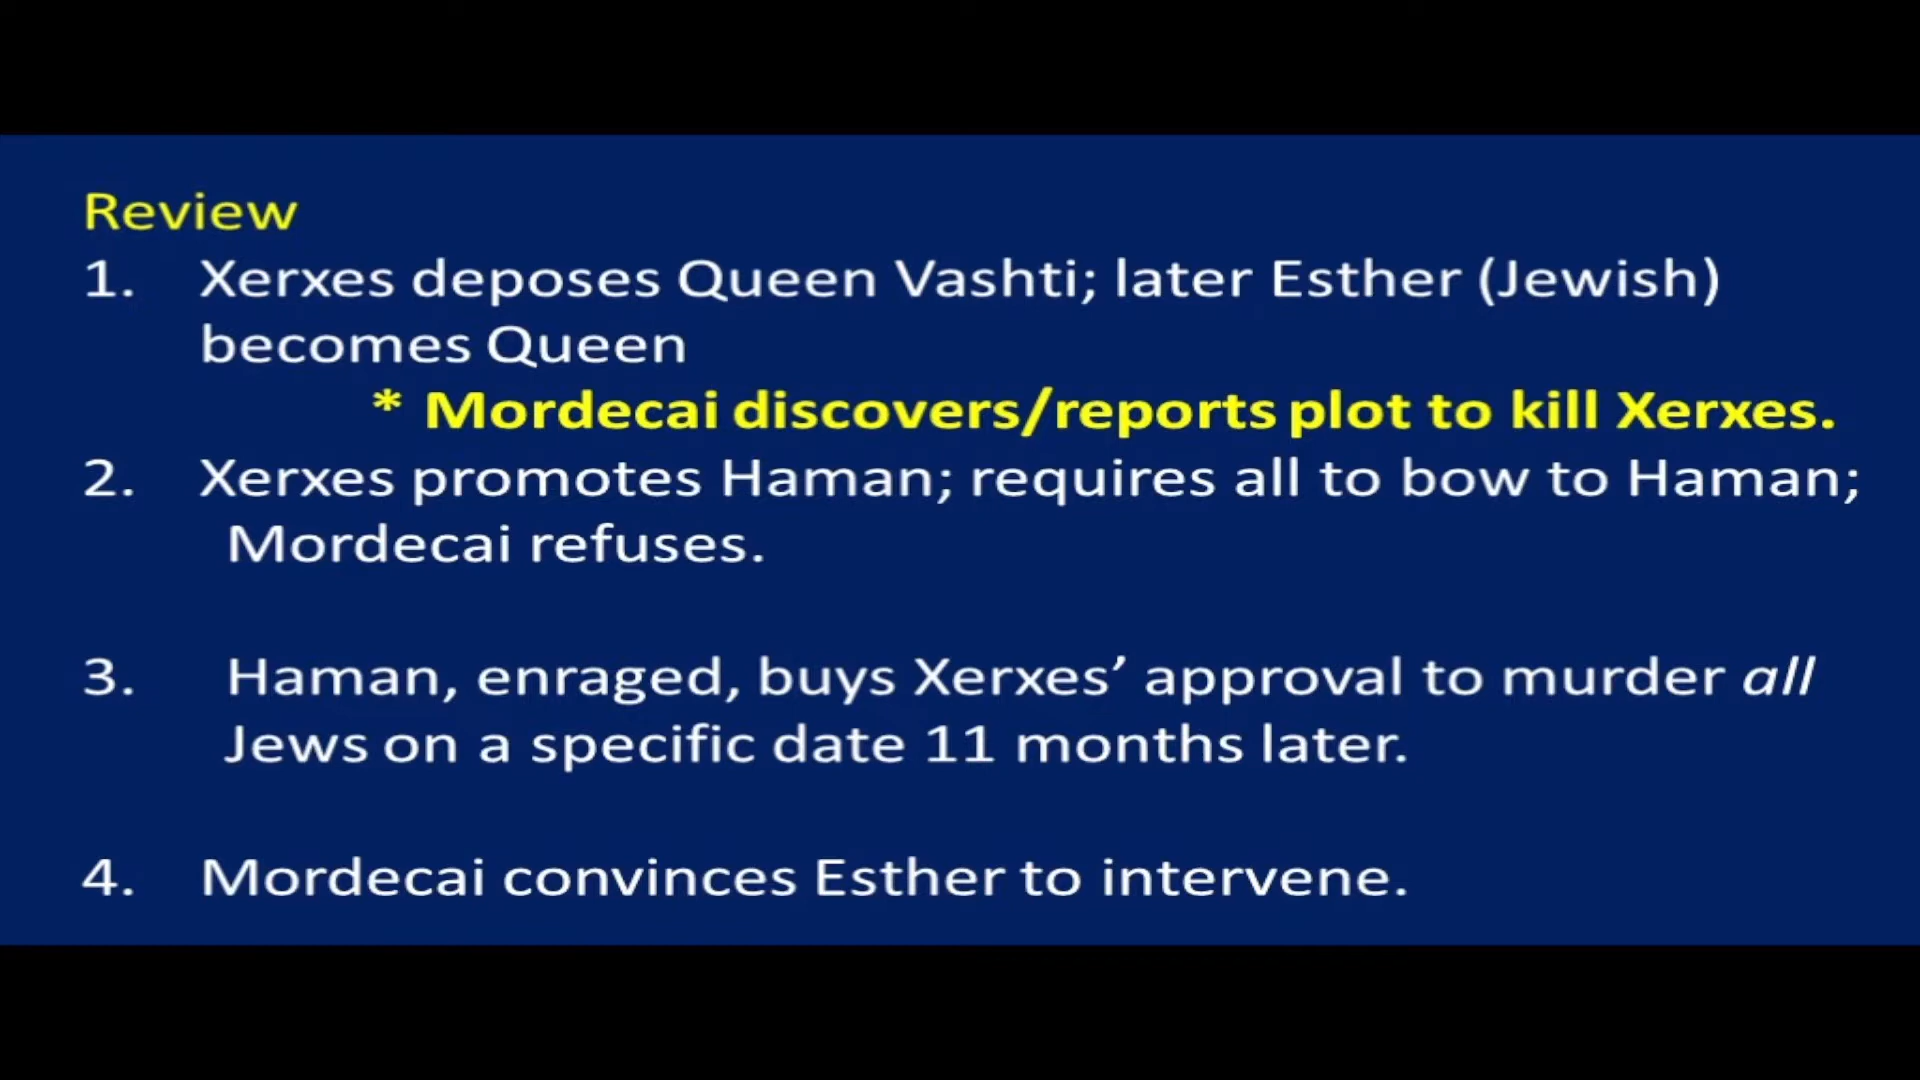 Review
1. Xerxes deposes Queen Vashti; later Esther (Jewish)
becomes Queen
* Mordecai discovers/reports plot to kill Xerxes.
2. Xerxes promotes Haman; requires all to bow to Haman;
Mordecai refuses.
3. Haman, enraged, buys Xerxes’ approval to murder all
Jews on a specific date 11 months later.
4. Mordecai convinces Esther to intervene.